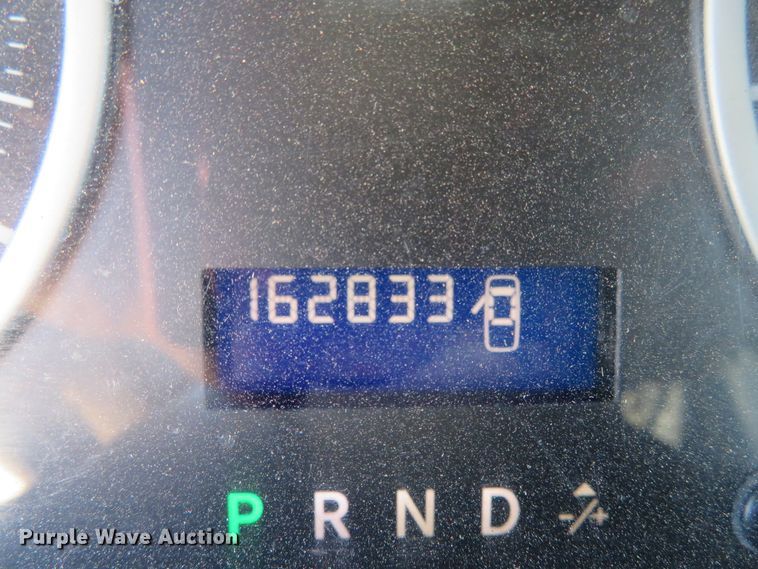 162833
P R N D -/+
Purple Wave Auction